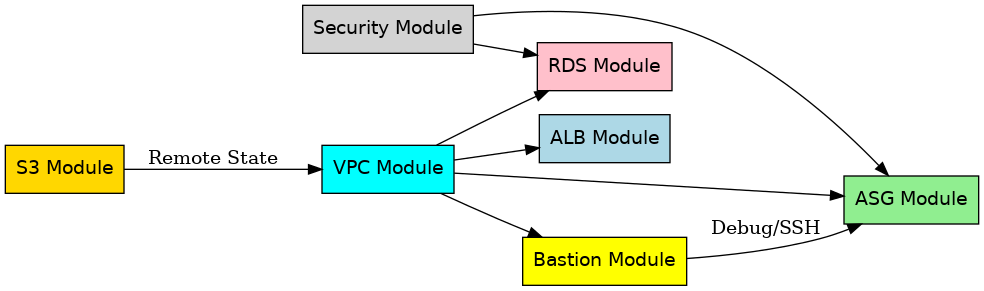 Security Module
RDS Module
ALB Module
S3 Module
Remote State
VPC Module
ASG Module
Debug/SSH
Bastion Module